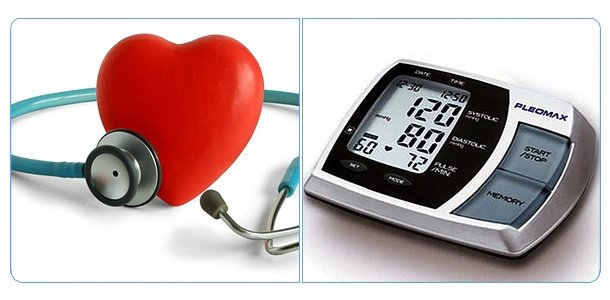 DATE TIME
12-30 12:50
120 SYSTOLIC
mmHg
PLEOMAX
mmHg
80 DIASTOLIC
mmHg
START
/STOP
60 72 PULSE
/MIN.
MEMORY
SET MODE